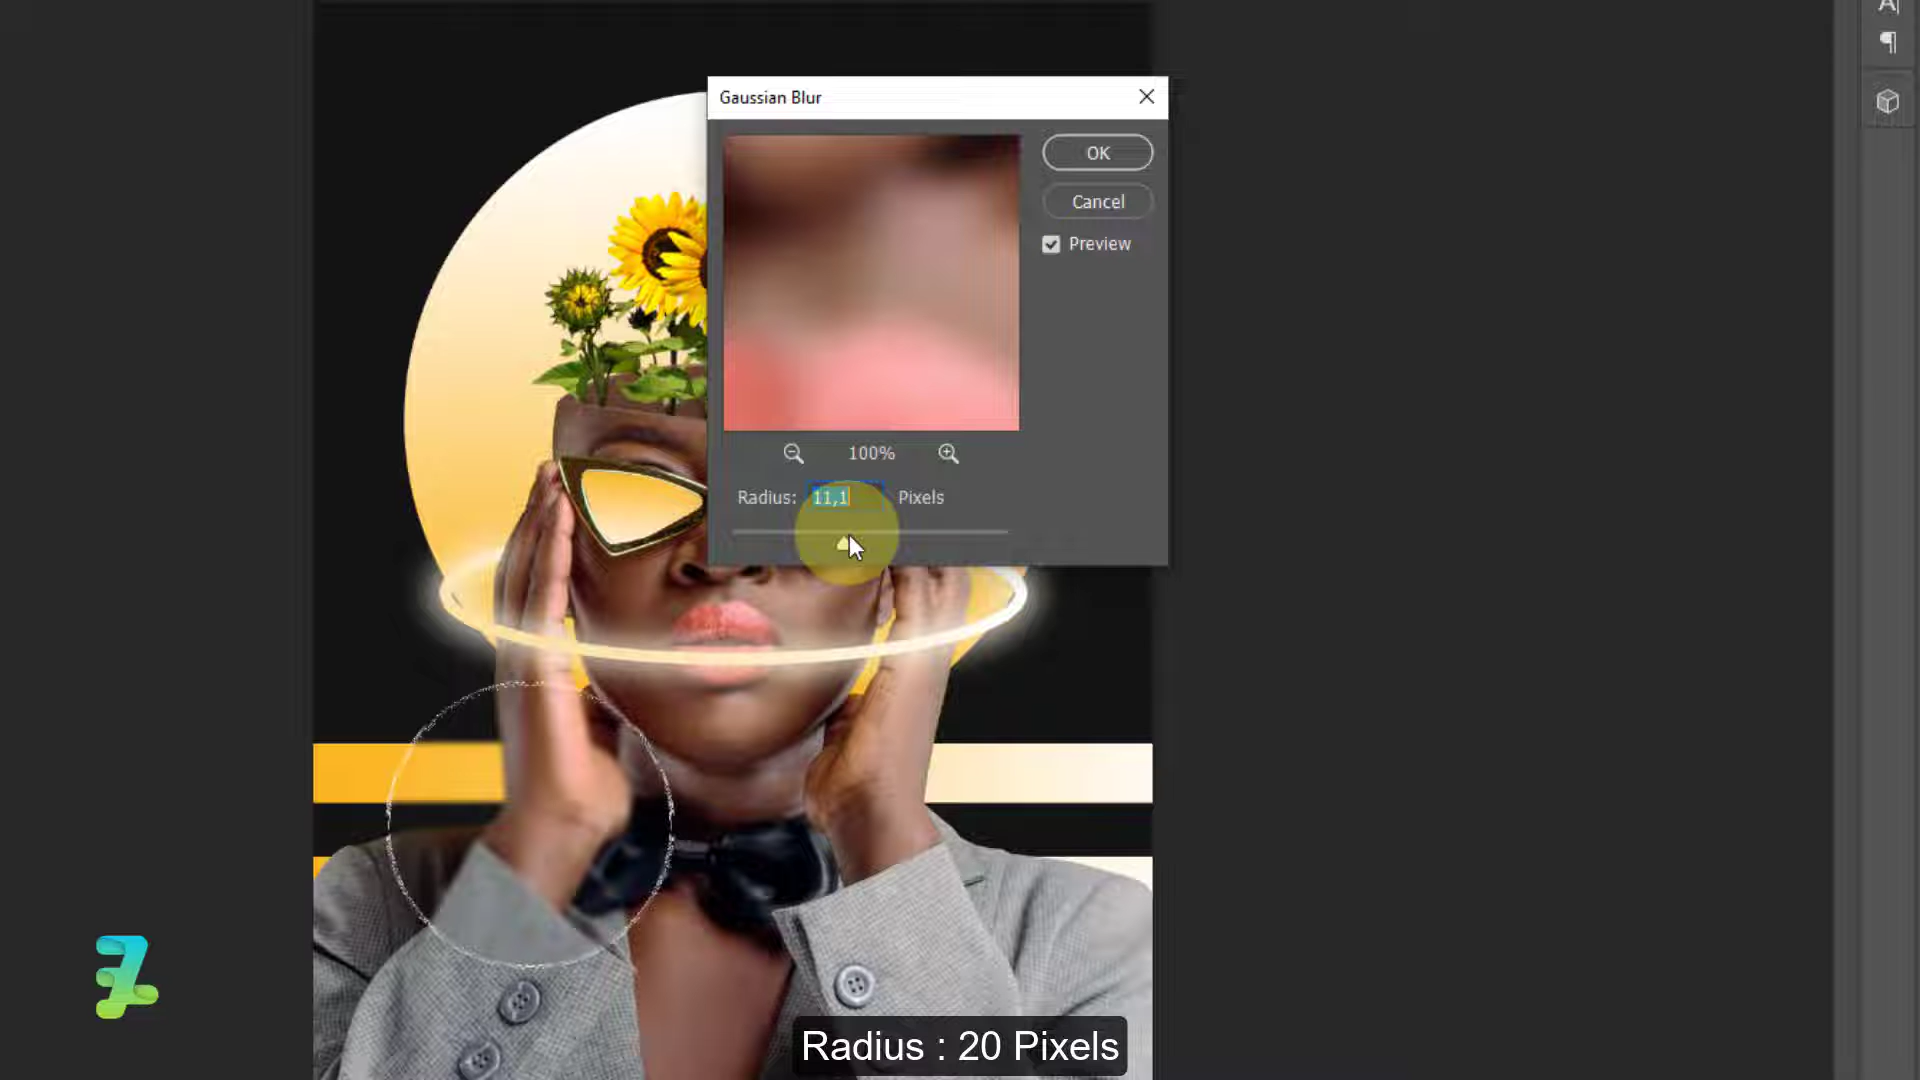 A
Gaussian Blur
OK
Cancel
Preview
100%
Radius: 11,1 Pixels
Radius : 20 Pixels